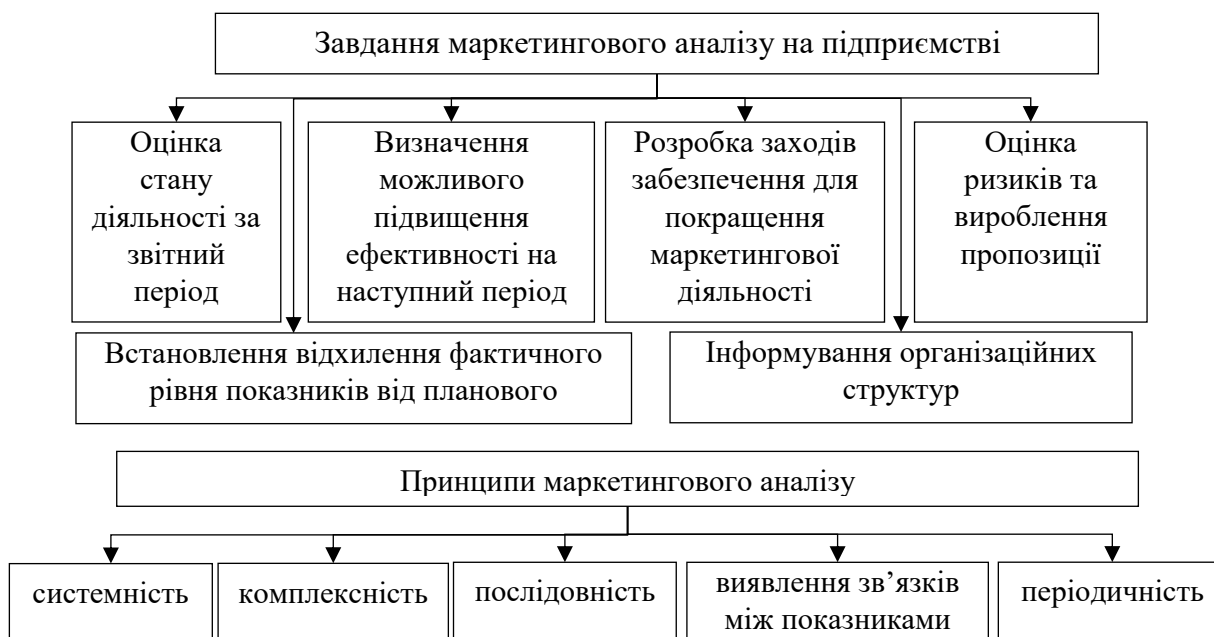 Завдання маркетингового аналізу на підприємстві
Оцінка
стану
діяльності за
звітний
період
Визначення
можливого
підвищення
ефективності на
наступний період
Розробка заходів
забезпечення для
покращення
маркетингової
діяльності
Оцінка
ризиків та
вироблення
пропозиції
Встановлення відхилення фактичного
рівня показників від планового
Інформування організаційних
структур
Принципи маркетингового аналізу
системність
комплексність
послідовність
виявлення зв’язків
між показниками
періодичність